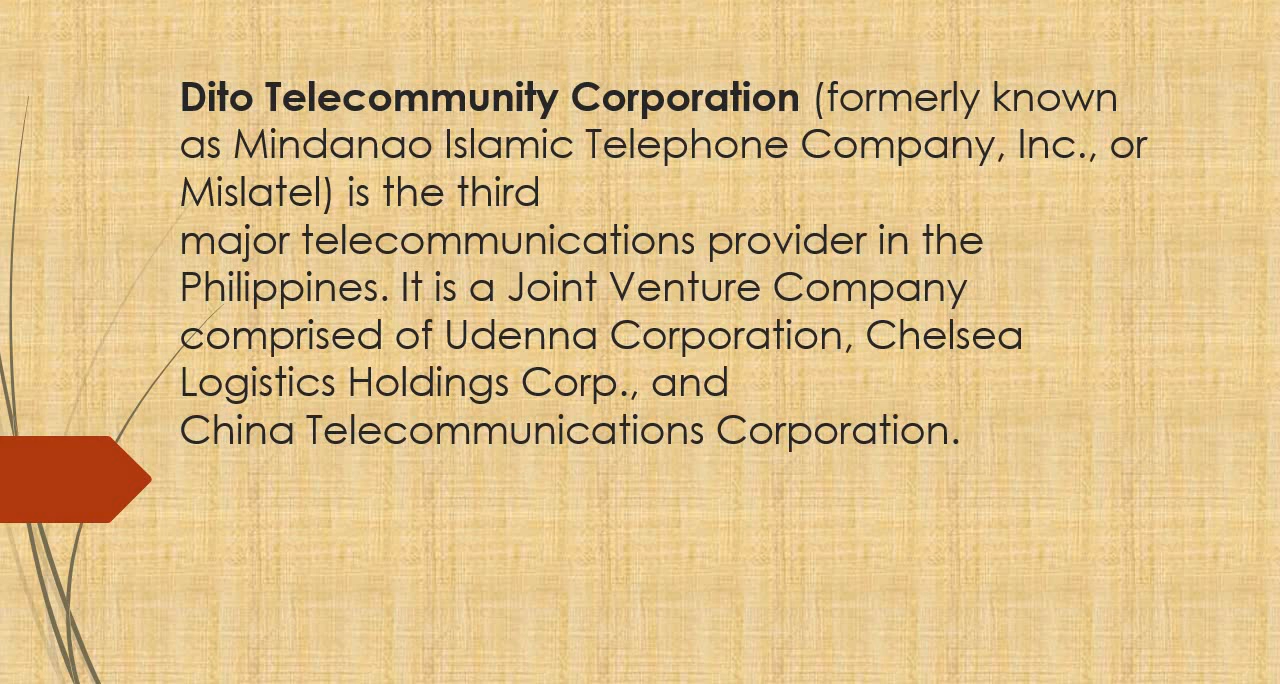 Dito Telecommunity Corporation (formerly known
as Mindanao Islamic Telephone Company, Inc., or
Mislatel) is the third
major telecommunications provider in the
Philippines. It is a Joint Venture Company
comprised of Udenna Corporation, Chelsea
Logistics Holdings Corp., and
China Telecommunications Corporation.